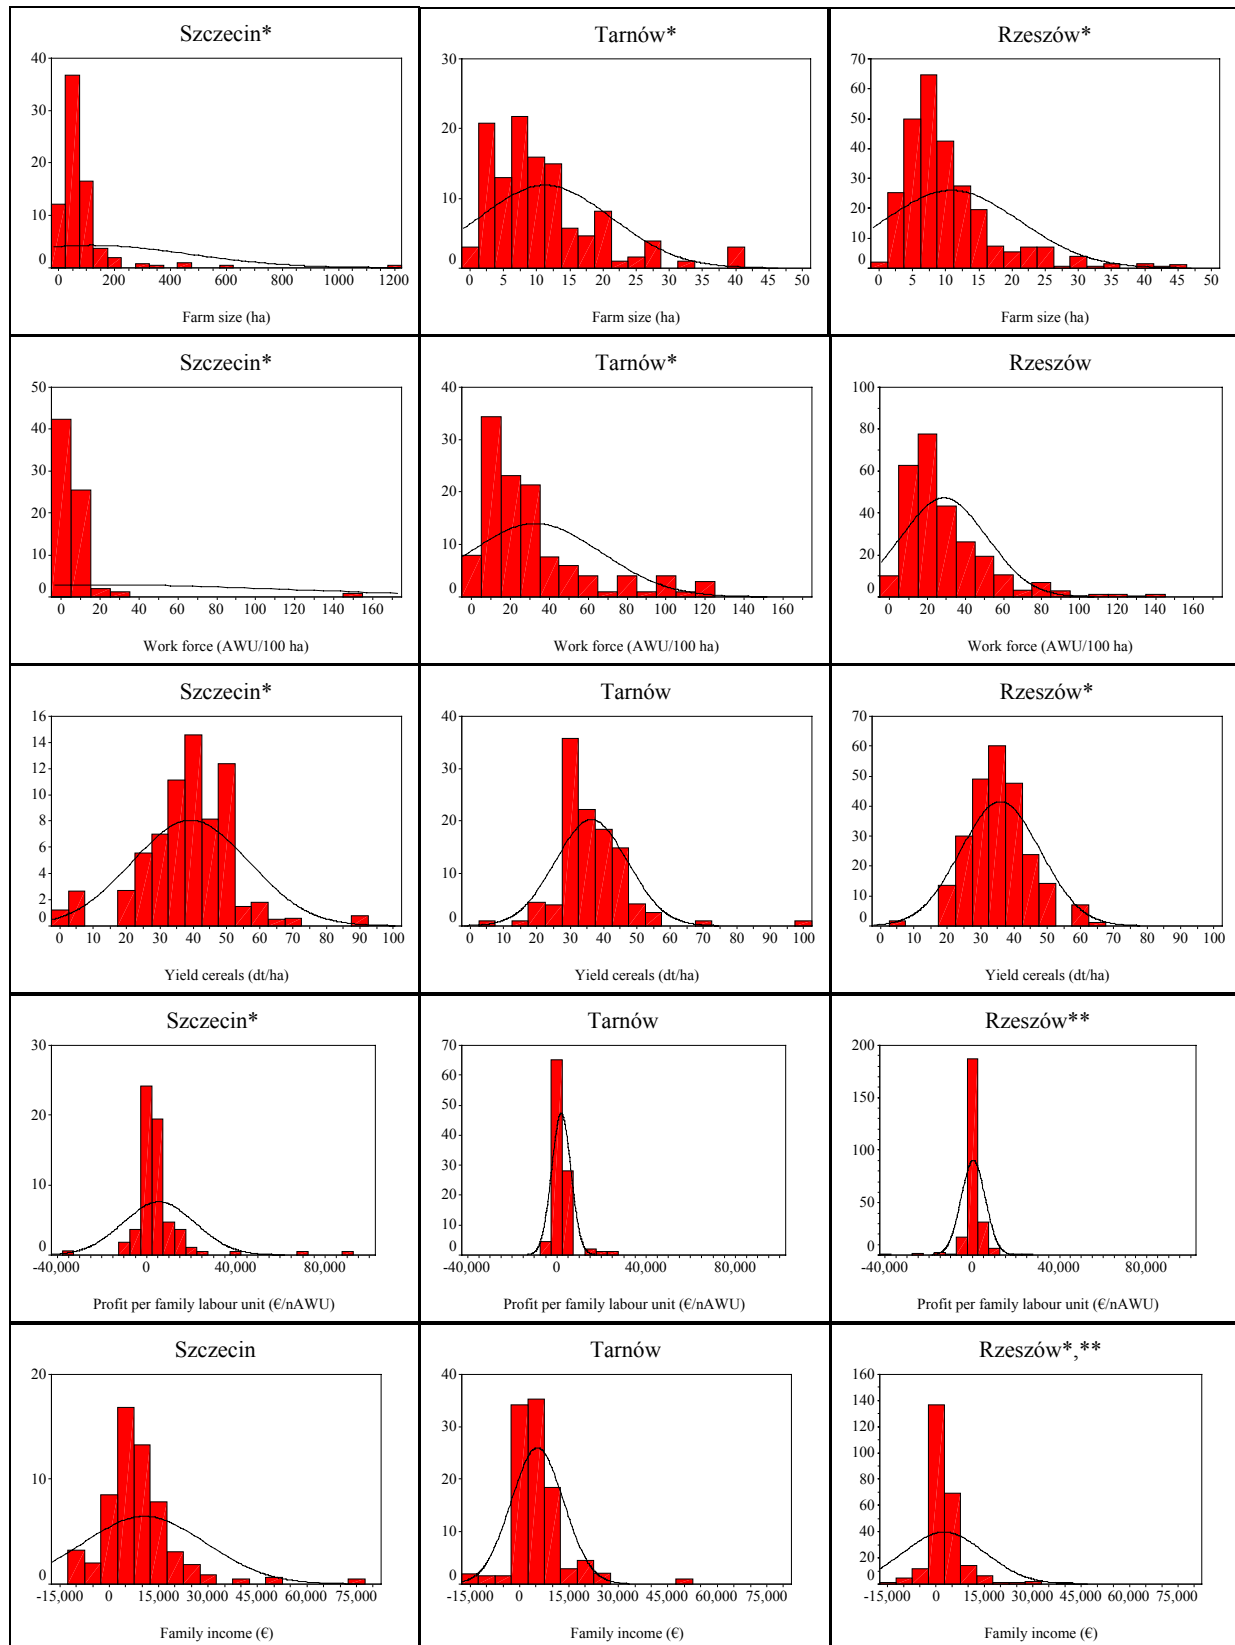 Szczecin*
Tarnów*
Rzeszów*
40
30
20
10
0
0 200 400 600 800 1000 1200
Farm size (ha)
30
20
10
0
0 5 10 15 20 25 30 35 40 45 50
Farm size (ha)
70
60
50
40
30
20
10
0
0 5 10 15 20 25 30 35 40 45 50
Farm size (ha)
Szczecin*
Tarnów*
Rzeszów
50
40
30
20
10
0
0 20 40 60 80 100 120 160
Work force (AWU/100 ha)
40
30
20
10
0
0 20 40 60 80 100 120 160
Work force (AWU/100 ha)
100
80
60
40
20
0
0 20 40 60 80 100 120 160
Work force (AWU/100 ha)
Szczecin*
Tarnów
Rzeszów*
16
14
12
10
8
6
4
2
0
0 10 20 30 40 50 60 70 80 90 100
Yield cereals (dt/ha)
40
30
20
10
0
0 10 20 30 40 50 60 70 80 90 100
Yield cereals (dt/ha)
70
60
50
40
30
20
10
0
0 10 20 30 40 50 60 70 80 90 100
Yield cereals (dt/ha)
Szczecin*
Tarnów
Rzeszów**
30
20
10
0
-40,000 0 40,000 80,000
Profit per family labour unit (€/nAWU)
70
60
50
40
30
20
10
0
-40,000 0 40,000 80,000
Profit per family labour unit (€/nAWU)
200
150
100
50
0
-40,000 0 40,000 80,000
Profit per family labour unit (€/nAWU)
Szczecin
Tarnów
Rzeszów*,**
20
10
0
-15,000 0 15,000 45,000 75,000
Family income (€)
40
30
20
10
0
-15,000 0 15,000 45,000 75,000
Family income (€)
160
140
120
100
80
60
40
20
0
-15,000 0 15,000 45,000 75,000
Family income (€)